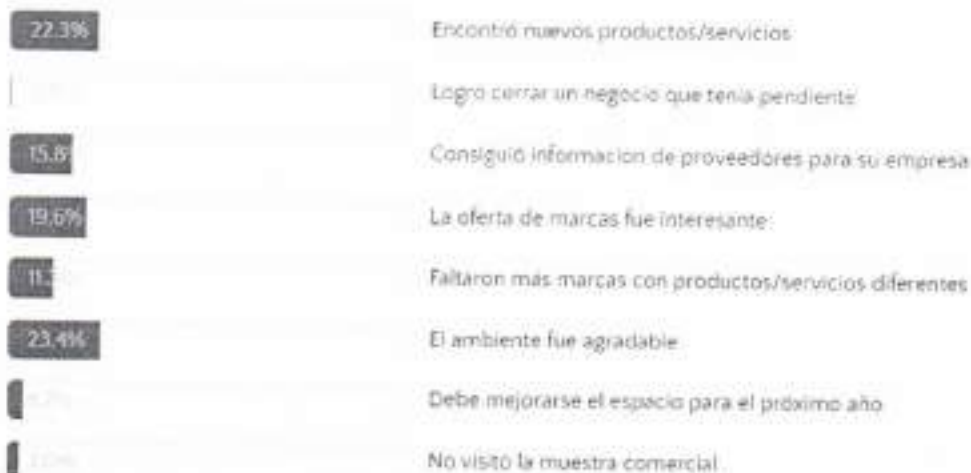 22.3% Encontró nuevos productos/servicios
Logro cerrar un negocio que tenía pendiente
15.8 Consiguió informacion de proveedores para su empresa
19.6% La oferta de marcas fue interesante
11. Faltaron más marcas con productos/servicios diferentes
23.4% El ambiente fue agradable
Debe mejorarse el espacio para el próximo año
No visitó la muestra comercial